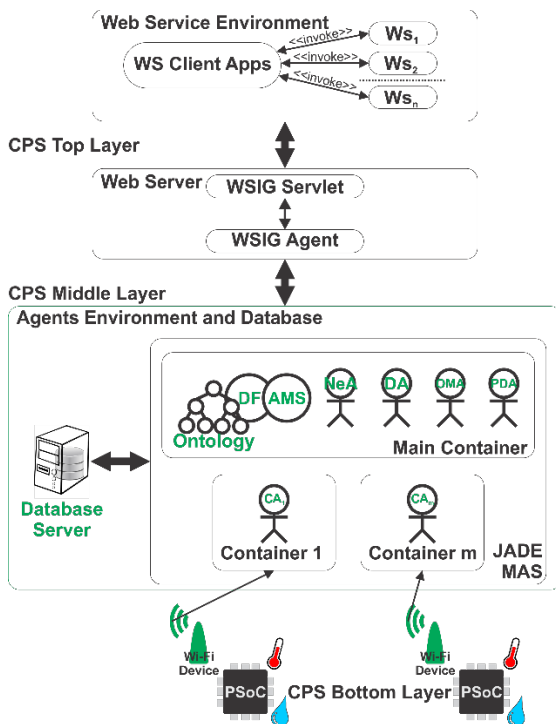 Web Service Environment
WS Client Apps
<<invoke>>
Ws1
<<invoke>>
Ws2
<<invoke>>
Wsn
CPS Top Layer
Web Server
WSIG Servlet
WSIG Agent
CPS Middle Layer
Agents Environment and Database
DF
AMS
NeA
DA
DMA
PDA
Ontology
Main Container
Database
Server
CA1
CAm
Container 1
Container m
JADE
MAS
Wi-Fi
Device
PSoC
CPS Bottom Layer
Wi-Fi
Device
PSoC